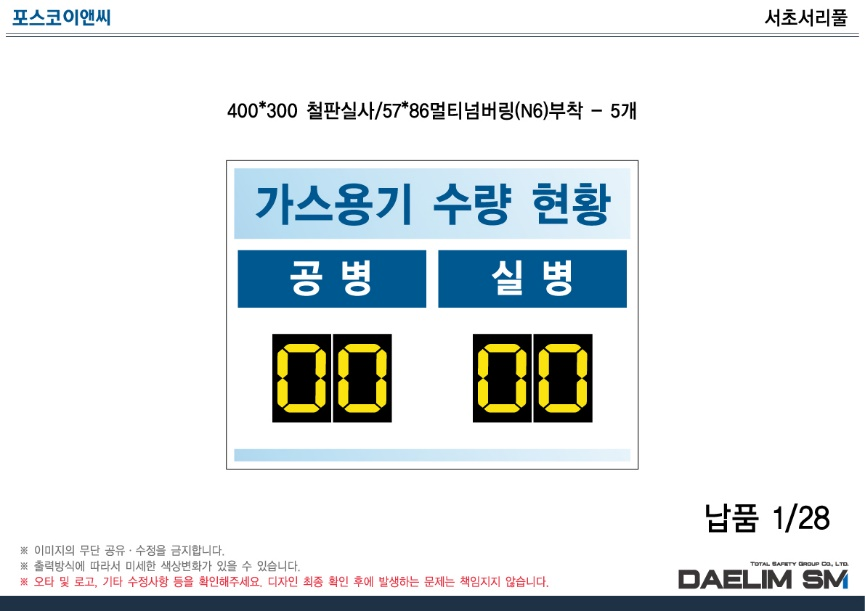 포스코이앤씨
서초서리풀
400*300 철판실사/57*86멀티넘버링(N6)부착 - 5개
가스용기 수량 현황
공 병
실 병
00
00
납품 1/28
※ 이미지의 무단 공유 · 수정을 금지합니다.
※ 출력방식에 따라서 미세한 색상변화가 있을 수 있습니다.
※ 오타 및 로고, 기타 수정사항 등을 확인해주세요. 디자인 최종 확인 후에 발생하는 문제는 책임지지 않습니다.
TOTAL SAFETY GROUP CO., LTD.
DAELIM SM